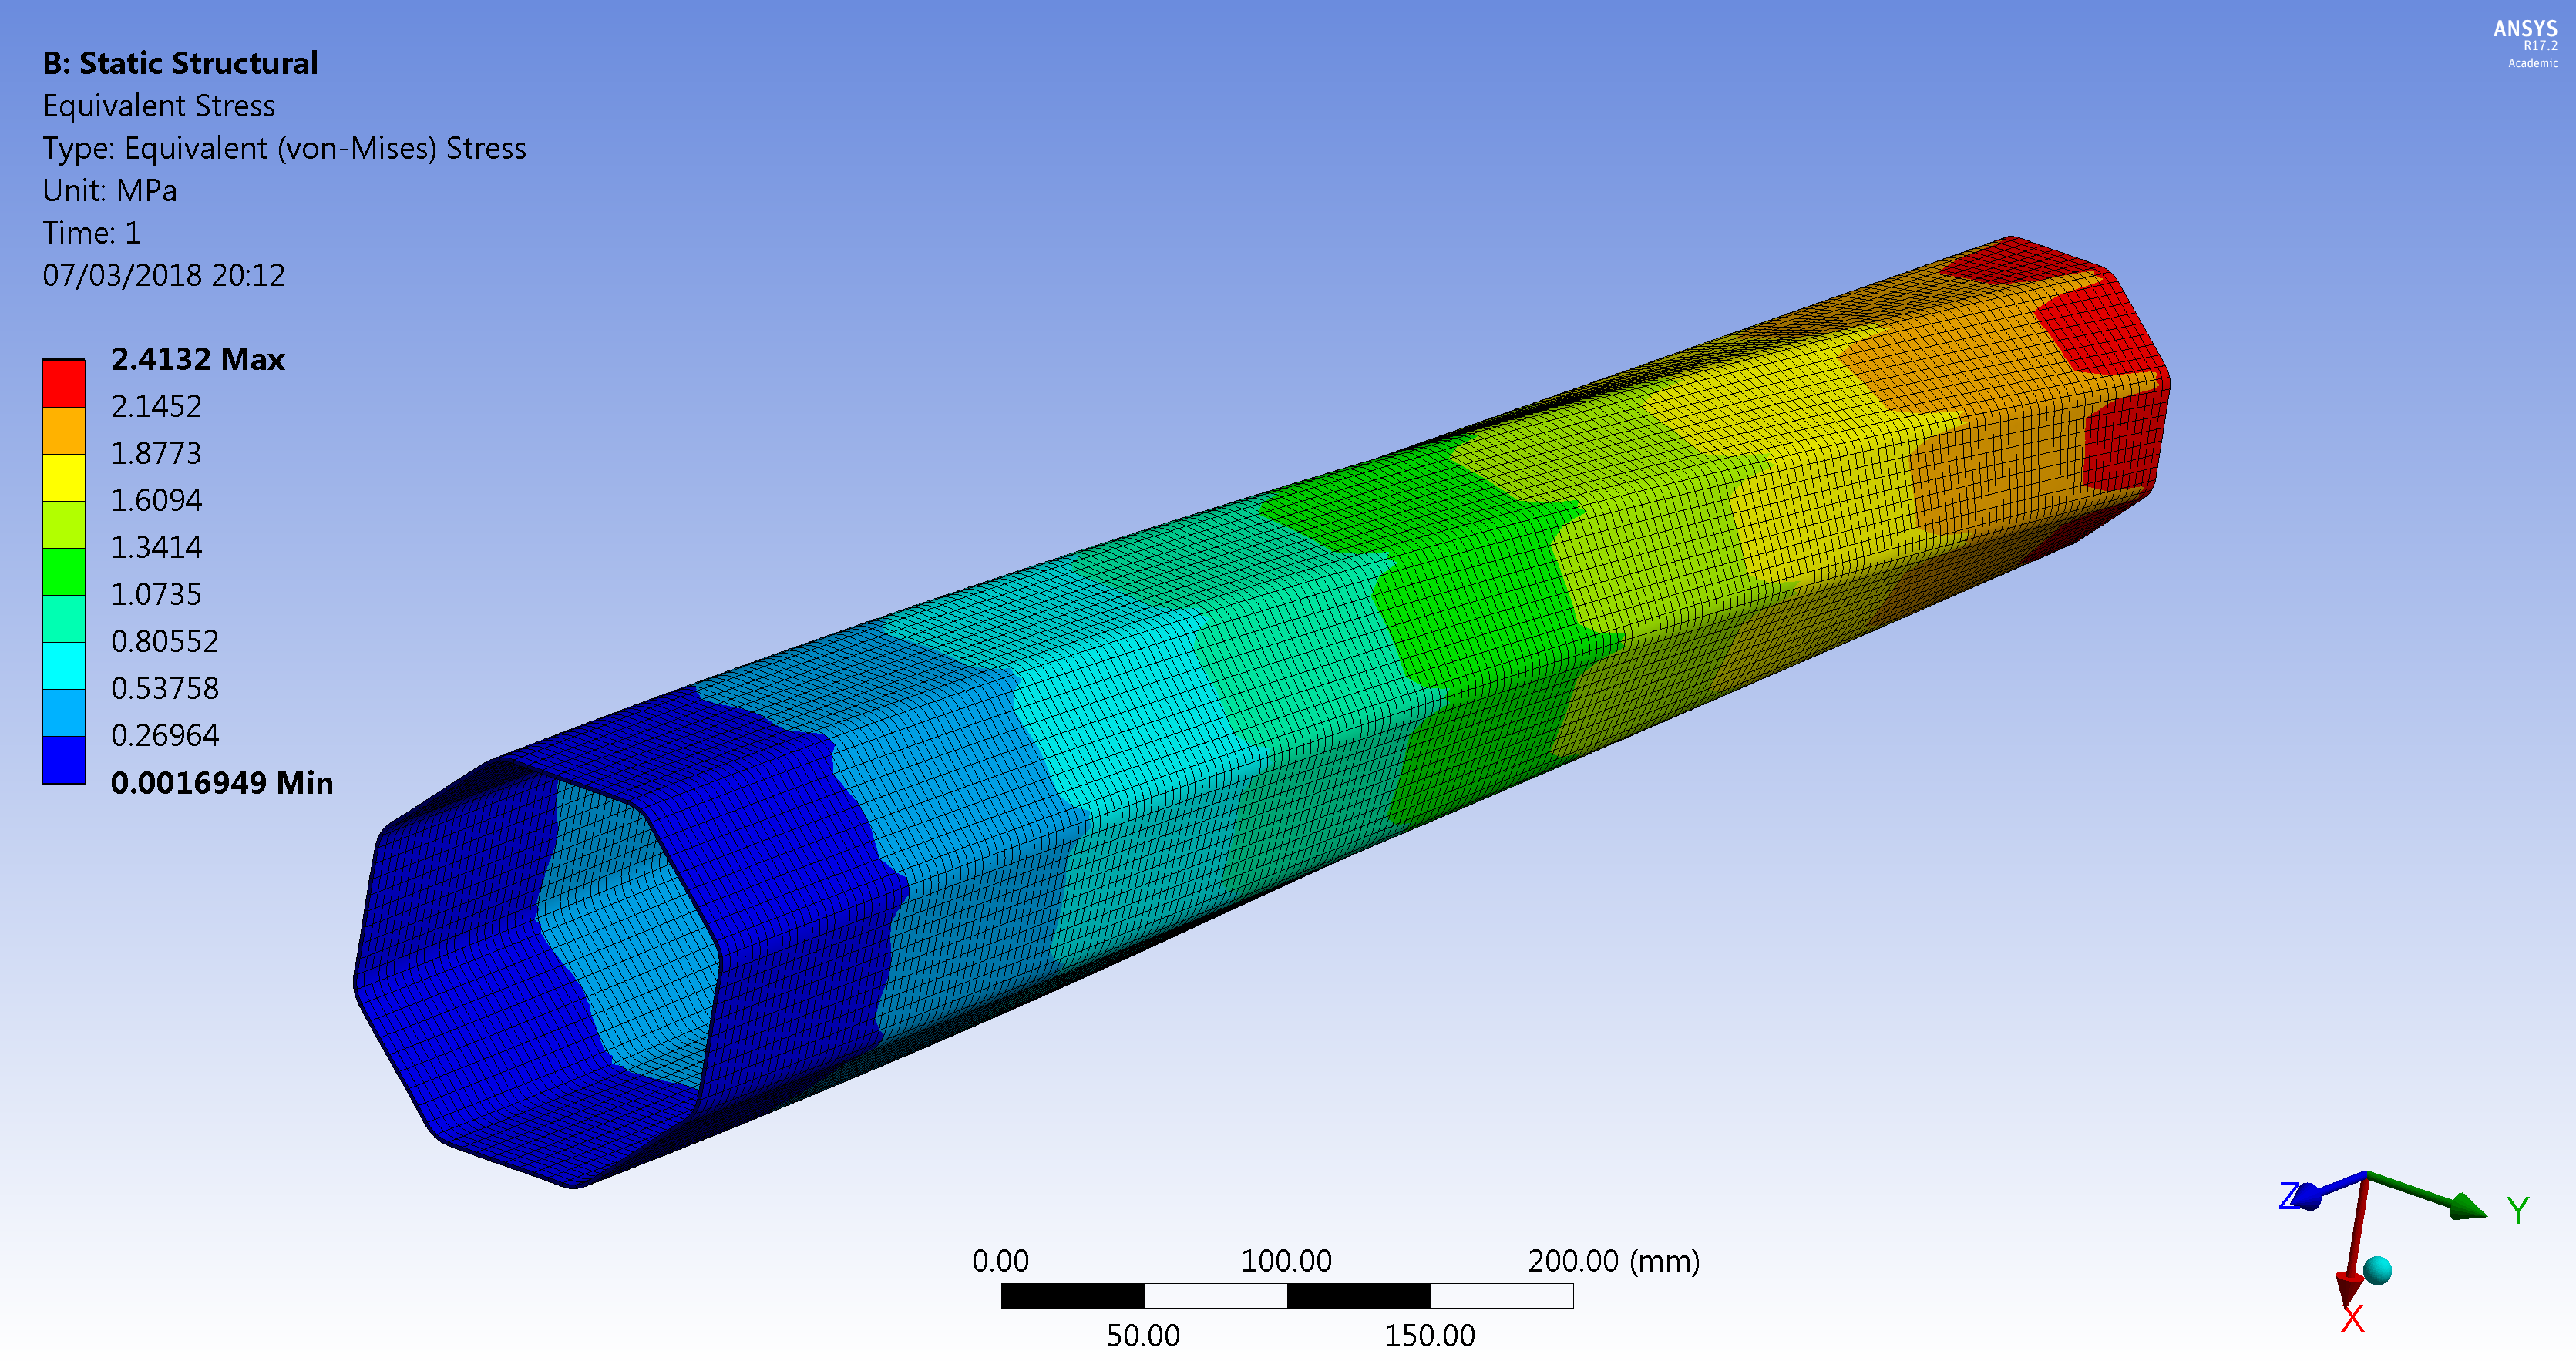 B: Static Structural
Equivalent Stress
Type: Equivalent (von-Mises) Stress
Unit: MPa
Time: 1
07/03/2018 20:12
2.4132 Max
2.1452
1.8773
1.6094
1.3414
1.0735
0.80552
0.53758
0.26964
0.0016949 Min
ANSYS
R17.2
Academic
0.00 100.00 200.00 (mm)
50.00 150.00
Z
Y
X